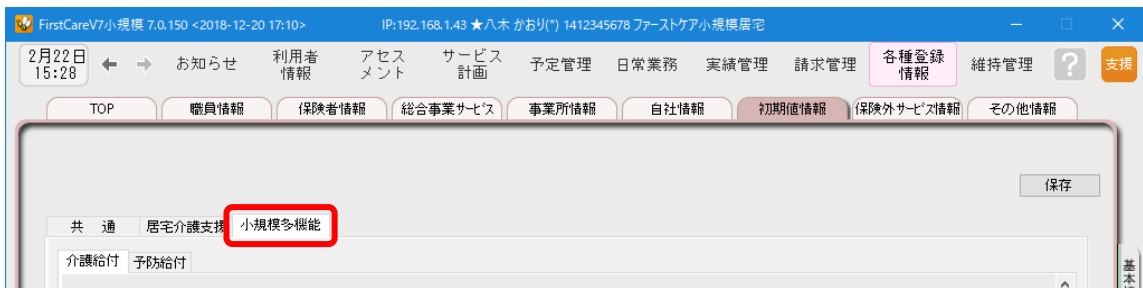 FirstCareV7小規模 7.0.150 <2018-12-20 17:10> IP:192.168.1.43 ★八木 かおり(*) 1412345678 ファーストケア小規模居宅
2月22日
15:28
お知らせ
利用者
情報
アセス
メント
サービス
計画
予定管理
日常業務
実績管理
請求管理
各種登録
情報
維持管理
?
支援
TOP 職員情報 保険者情報 総合事業サービス 事業所情報 自社情報 初期値情報 保険外サービス情報 その他情報
保存
共 通 居宅介護支援 小規模多機能
介護給付 予防給付
基本